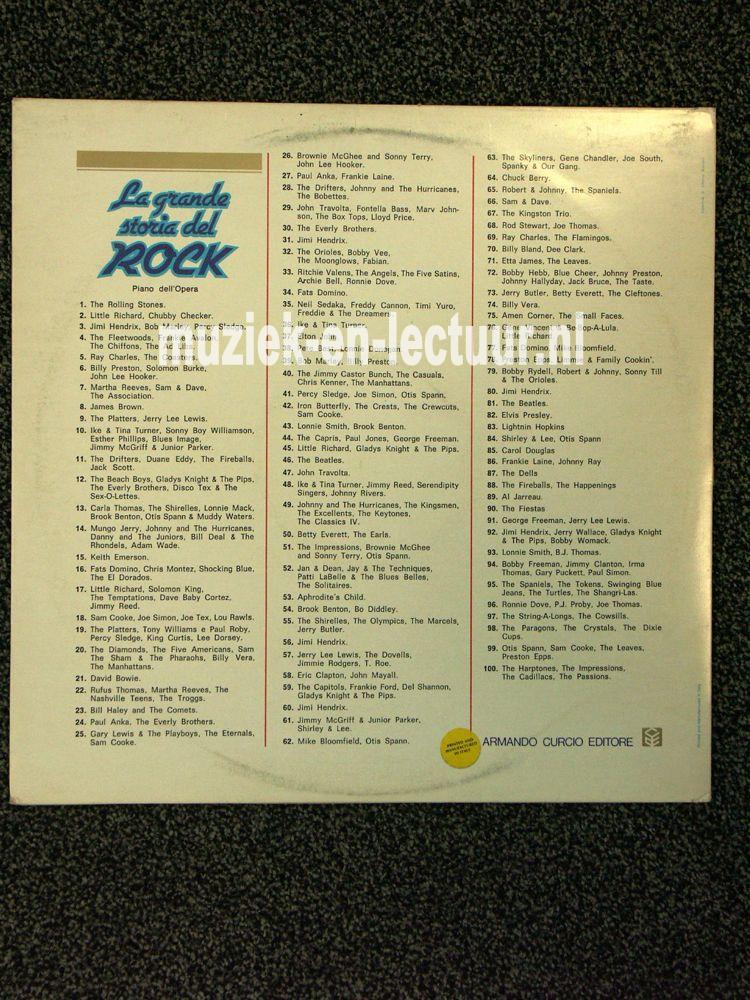 La grande
storia del
ROCK
Piano dell'Opera
1. The Rolling Stones.
2. Little Richard, Chubby Checker.
3. Jimi Hendrix, Bob Marley, Percy Sledge.
4. The Fleetwoods, Frankie Avalon,
The Chiffons, The Ad Libs.
5. Ray Charles, The Coasters.
6. Billy Preston, Solomon Burke,
John Lee Hooker.
7. Martha Reeves, Sam & Dave,
The Association.
8. James Brown.
9. The Platters, Jerry Lee Lewis.
10. Ike & Tina Turner, Sonny Boy Williamson,
Esther Phillips, Blues Image,
Jimmy McGriff & Junior Parker.
11. The Drifters, Duane Eddy, The Fireballs,
Jack Scott.
12. The Beach Boys, Gladys Knight & The Pips,
The Everly Brothers, Disco Tex & The
Sex-O-Lettes.
13. Carla Thomas, The Shirelles, Lonnie Mack,
Brook Benton, Otis Spann & Muddy Waters.
14. Mungo Jerry, Johnny and The Hurricanes,
Danny and The Juniors, Bill Deal & The
Rhondels, Adam Wade.
15. Keith Emerson.
16. Fats Domino, Chris Montez, Shocking Blue,
The El Dorados.
17. Little Richard, Solomon King,
The Temptations, Dave Baby Cortez,
Jimmy Reed.
18. Sam Cooke, Joe Simon, Joe Tex, Lou Rawls.
19. The Platters, Tony Williams e Paul Roby,
Percy Sledge, King Curtis, Lee Dorsey.
20. The Diamonds, The Five Americans, Sam
The Sham & The Pharaohs, Billy Vera,
The Manhattans.
21. David Bowie.
22. Rufus Thomas, Martha Reeves, The
Nashville Teens, The Troggs.
23. Bill Haley and The Comets.
24. Paul Anka, The Everly Brothers.
25. Gary Lewis & The Playboys, The Eternals,
Sam Cooke.
26. Brownie McGhee and Sonny Terry,
John Lee Hooker.
27. Paul Anka, Frankie Laine.
28. The Drifters, Johnny and The Hurricanes,
The Bobettes.
29. John Travolta, Fontella Bass, Marv John-
son, The Box Tops, Lloyd Price.
30. The Everly Brothers.
31. Jimi Hendrix.
32. The Orioles, Bobby Vee,
The Moonglows, Fabian.
33. Ritchie Valens, The Angels, The Five Satins,
Archie Bell, Ronnie Dove.
34. Fats Domino.
35. Neil Sedaka, Freddy Cannon, Timi Yuro,
Freddie & The Dreamers.
36. Ike & Tina Turner.
37. Elton
38. Pete Best, Lonnie Donegan
39. Bob Marley, Billy Preston.
40. The Jimmy Castor Bunch, The Casuals,
Chris Kenner, The Manhattans.
41. Percy Sledge, Joe Simon, Otis Spann,
42. Iron Butterfly, The Crests, The Crewcuts,
Sam Cooke.
43. Lonnie Smith, Brook Benton.
44. The Capris, Paul Jones, George Freeman.
45. Little Richard, Gladys Knight & The Pips.
46. The Beatles.
47. John Travolta.
48. Ike & Tina Turner, Jimmy Reed, Serendipity
Singers, Johnny Rivers.
49. Johnny and The Hurricanes, The Kingsmen,
The Excellents, The Keytones,
The Classics IV.
50. Betty Everett, The Earls.
51. The Impressions, Brownie McGhee
and Sonny Terry, Otis Spann.
52. Jan & Dean, Jay & The Techniques,
Patti LaBelle & The Blues Belles,
The Solitaires.
53. Aphrodite's Child.
54. Brook Benton, Bo Diddley.
55. The Shirelles, The Olympics, The Marcels,
Jerry Butler.
56. Jimi Hendrix.
57. Jerry Lee Lewis, The Dovells,
Jimmie Rodgers, T. Roe.
58. Eric Clapton, John Mayall.
59. The Capitols, Frankie Ford, Del Shannon,
Gladys Knight & The Pips.
60. Jimi Hendrix.
61. Jimmy McGriff & Junior Parker,
Shirley & Lee.
62. Mike Bloomfield, Otis Spann.
63. The Skyliners, Gene Chandler, Joe South,
Spanky & Our Gang.
64. Chuck Berry.
65. Robert & Johnny, The Spaniels.
66. Sam & Dave.
67. The Kingston Trio.
68. Rod Stewart, Joe Thomas.
69. Ray Charles, The Flamingos.
70. Billy Bland, Dee Clark.
71. Etta James, The Leaves.
72. Bobby Hebb, Blue Cheer, Johnny Preston,
Johnny Hallyday, Jack Bruce, The Taste.
73. Jerry Butler, Betty Everett, The Cleftones.
74. Billy Vera.
75. Amen Corner, The Small Faces.
76. Gene Vincent & Be-Bop-A-Lula,
Little Richard.
77. Fats Domino, Mike Bloomfield.
78. Limmie & Family Cookin'.
79. Bobby Rydell, Robert & Johnny, Sonny Till
& The Orioles.
80. Jimi Hendrix.
81. The Beatles.
82. Elvis Presley.
83. Lightnin Hopkins
84. Shirley & Lee, Otis Spann
85. Carol Douglas
86. Frankie Laine, Johnny Ray
87. The Dells
88. The Fireballs, The Happenings
89. Al Jarreau.
90. The Fiestas
91. George Freeman, Jerry Lee Lewis.
92. Jimi Hendrix, Jerry Wallace, Gladys Knight
& The Pips, Bobby Womack.
93. Lonnie Smith, B.J. Thomas.
94. Bobby Freeman, Jimmy Clanton, Irma
Thomas, Gary Puckett, Paul Simon.
95. The Spaniels, The Tokens, Swinging Blue
Jeans, The Turtles, The Shangri-Las.
96. Ronnie Dove, P.J. Proby, Joe Thomas.
97. The String-A-Longs, The Cowsills.
98. The Paragons, The Crystals, The Dixie
Cups.
99. Otis Spann, Sam Cooke, The Leaves,
Preston Epps.
100. The Harptones, The Impressions,
The Cadillacs, The Passions.
muziek-en-lectuur.nl
PRINTED AND
MANUFACTURED
IN ITALY
ARMANDO CURCIO EDITORE